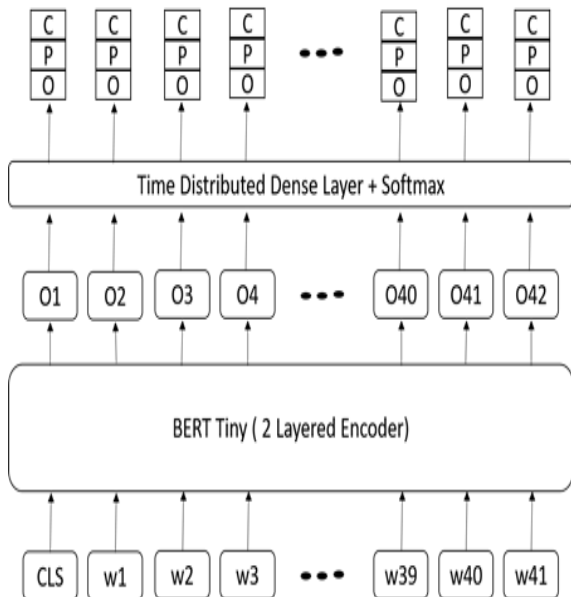 C C C C ••• C C C
P P P P P P P
O O O O O O O
Time Distributed Dense Layer + Softmax
O1 O2 O3 O4 ••• O40 O41 O42
BERT Tiny ( 2 Layered Encoder)
CLS w1 w2 w3 ••• w39 w40 w41